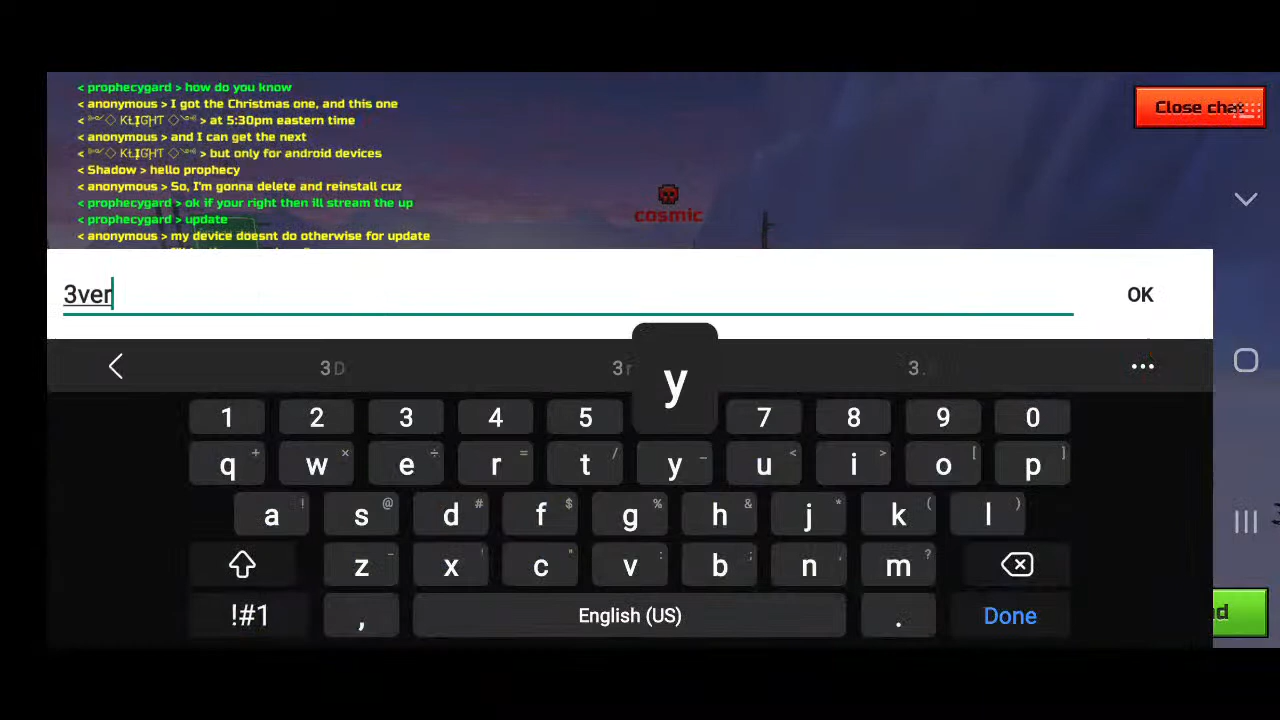 < prophecygard > how do you know
< anonymous > I got the Christmas one, and this one
KŁIGHT > at 5:30pm eastern time
< anonymous > and I can get the next
KŁIGHT > but only for android devices
< Shadow > hello prophecy
< anonymous > So, I'm gonna delete and reinstall cuz
< prophecygard > ok if your right then ill stream the up
< prophecygard > update
< anonymous > my device doesnt do otherwise for update
Close chat
cosmic
3ver
OK
3D
3r
3.
y
1 2 3 4 5 7 8 9 0
q + w × e ÷ r = t / y _ u < i > o [ p ]
a ! s @ d # f $ g % h & j * k ( l )
z - x ' c " v : b ; n , m ?
!#1 , English (US) . Done